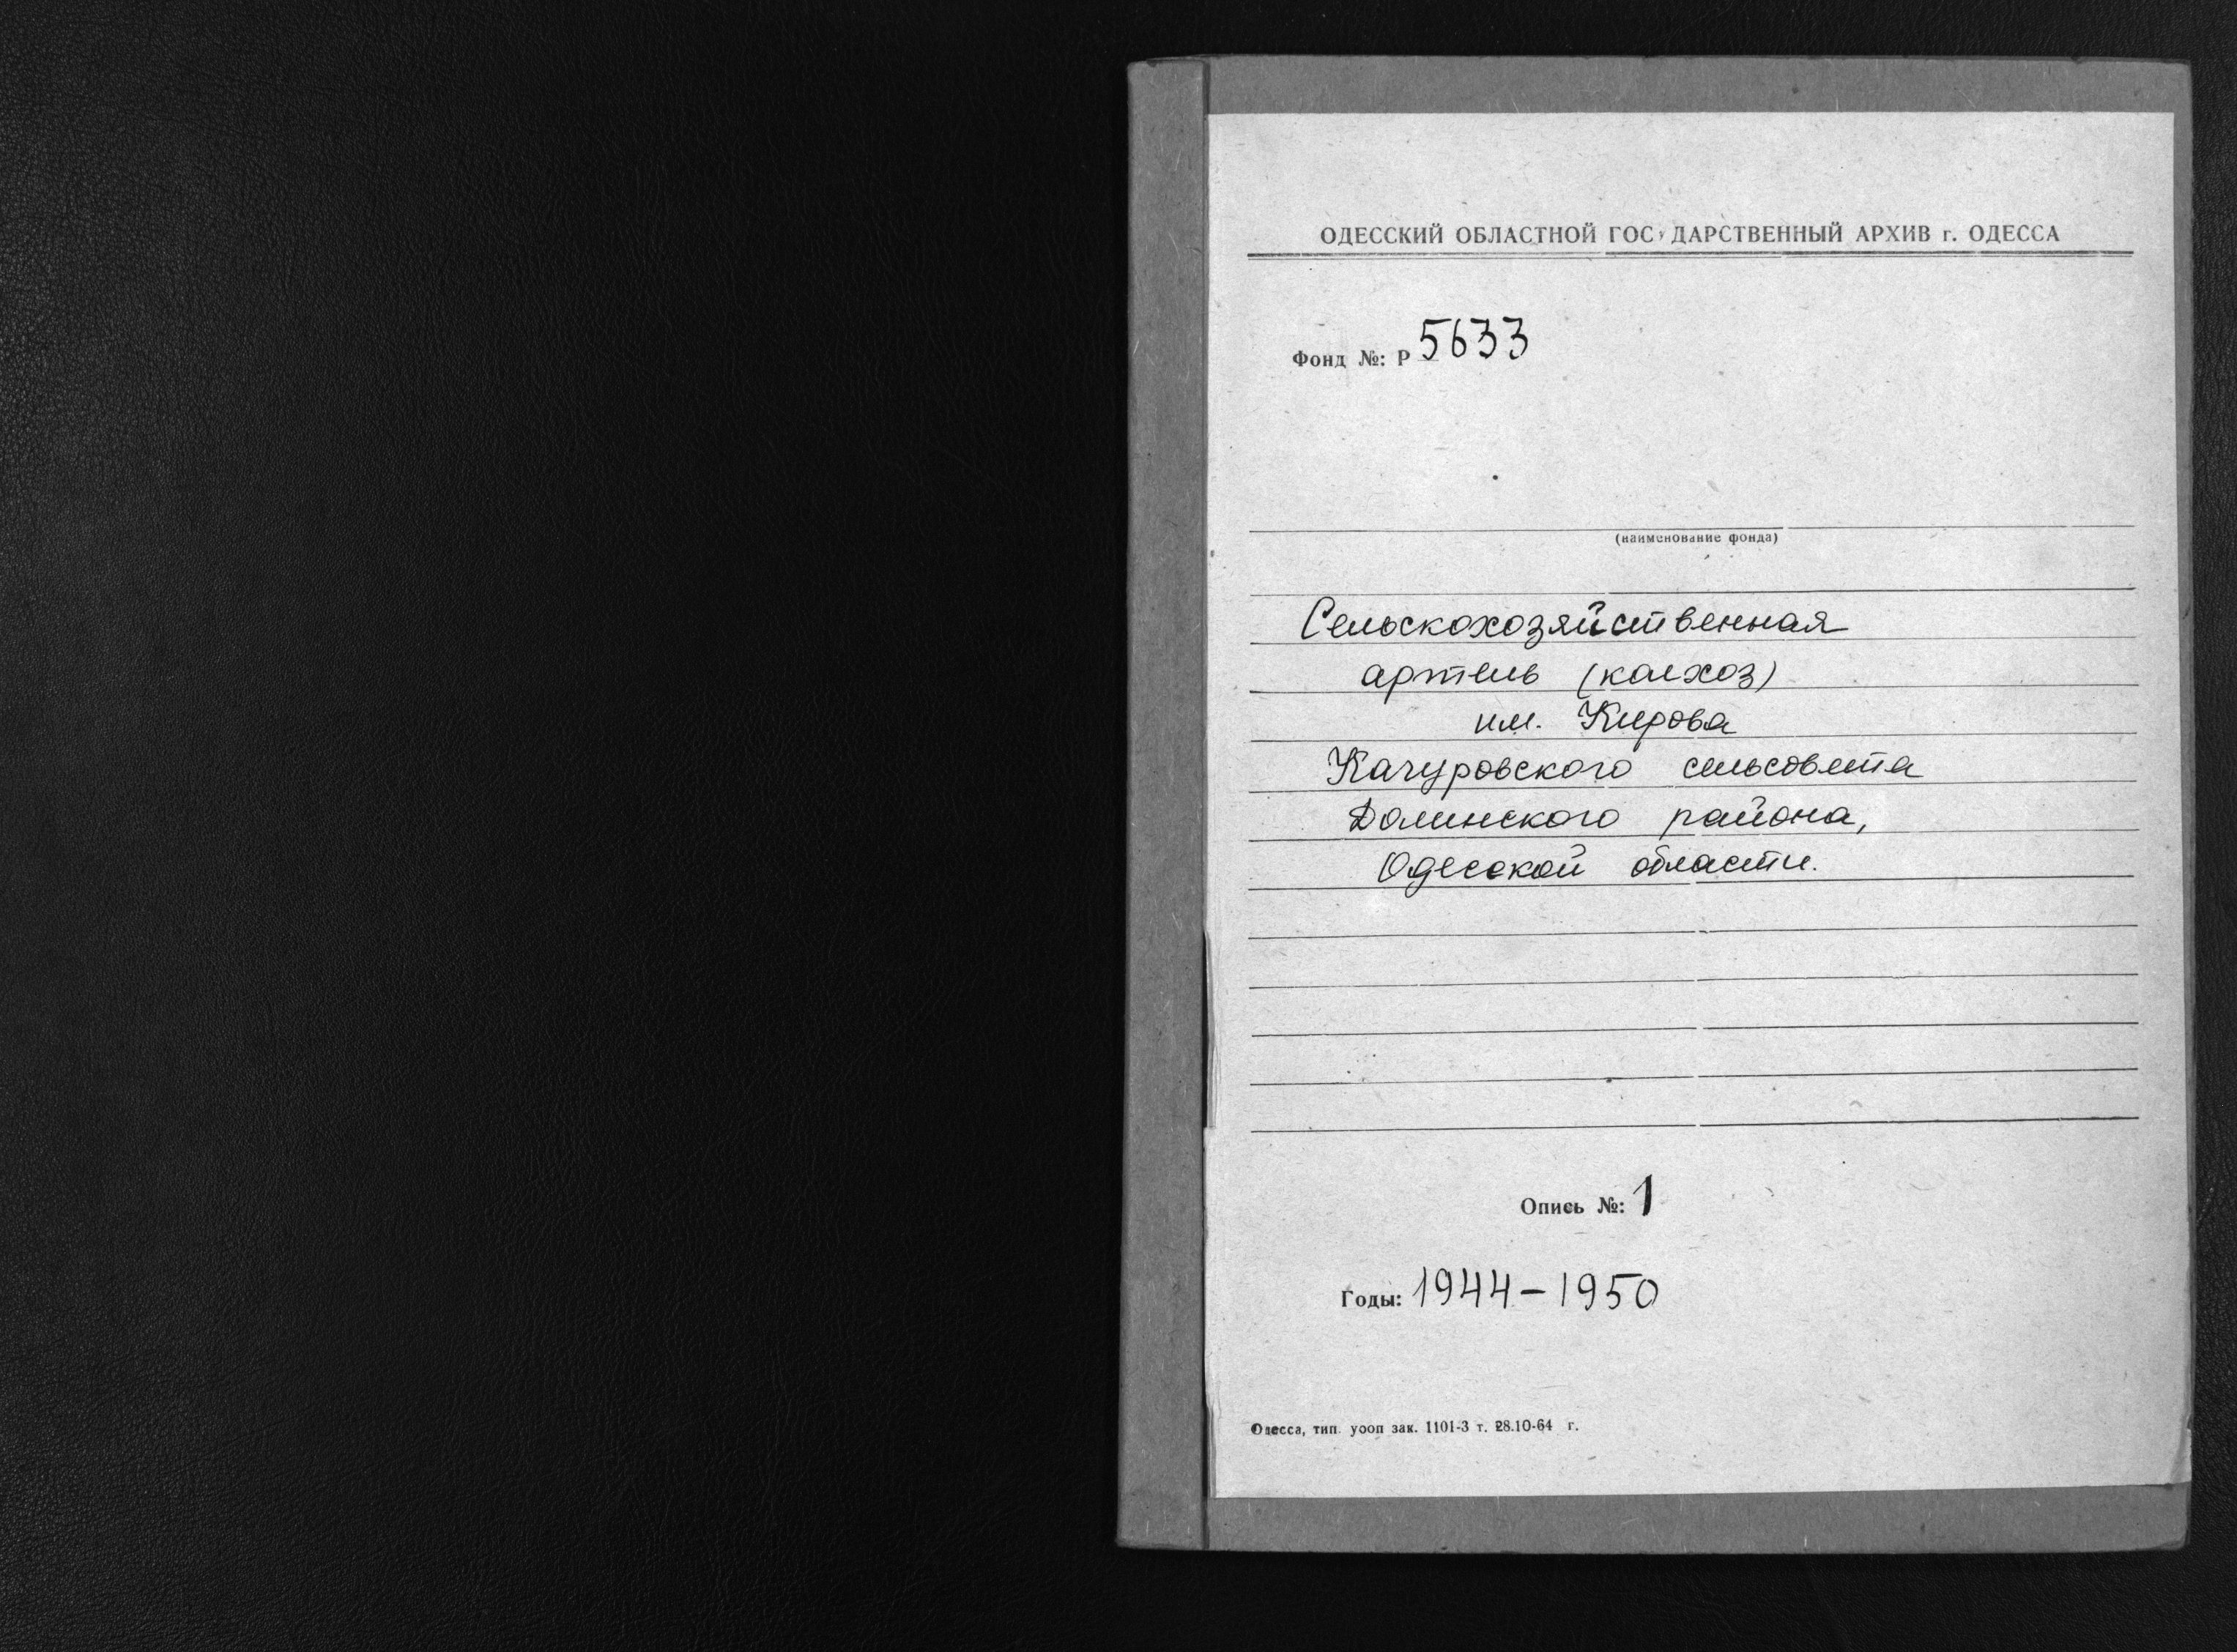 ОДЕССКИЙ ОБЛАСТНОЙ ГОСУДАРСТВЕННЫЙ АРХИВ г. ОДЕССА
Фонд №: Р 5633
(наименование фонда)
Сельскохозяйственная
артель (колхоз)
им. Кирова
Качуровского сельсовета
Долинского района,
Одесской области.
Опись №: 1
Годы: 1944-1950
Одесса, тип. уооп зак. 1101-3 т. 28.10-64 г.